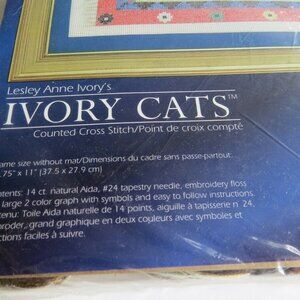 Lesley Anne Ivory's
IVORY CATS™
Counted Cross Stitch/Point de croix compté
ame size without mat/Dimensions du cadre sans passe-partout:
.75" x 11" (37.5 x 27.9 cm)
tents: 14 ct. natural Aida, #24 tapestry needle, embroidery floss
large 2 color graph with symbols and easy to follow instructions.
tenu: Toile Aida naturelle de 14 points, aiguille à tapisserie n° 24,
broder, grand graphique en deux couleurs avec symboles et
ctions faciles à suivre.